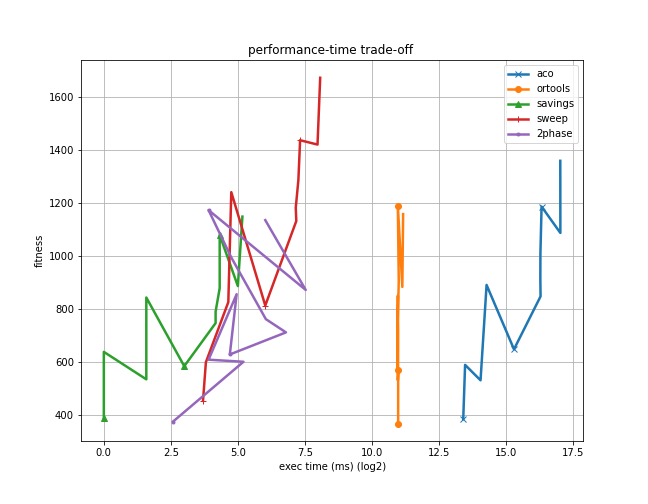 performance-time trade-off
aco
ortools
savings
sweep
2phase
fitness
1600
1400
1200
1000
800
600
400
0.0 2.5 5.0 7.5 10.0 12.5 15.0 17.5
exec time (ms) (log2)